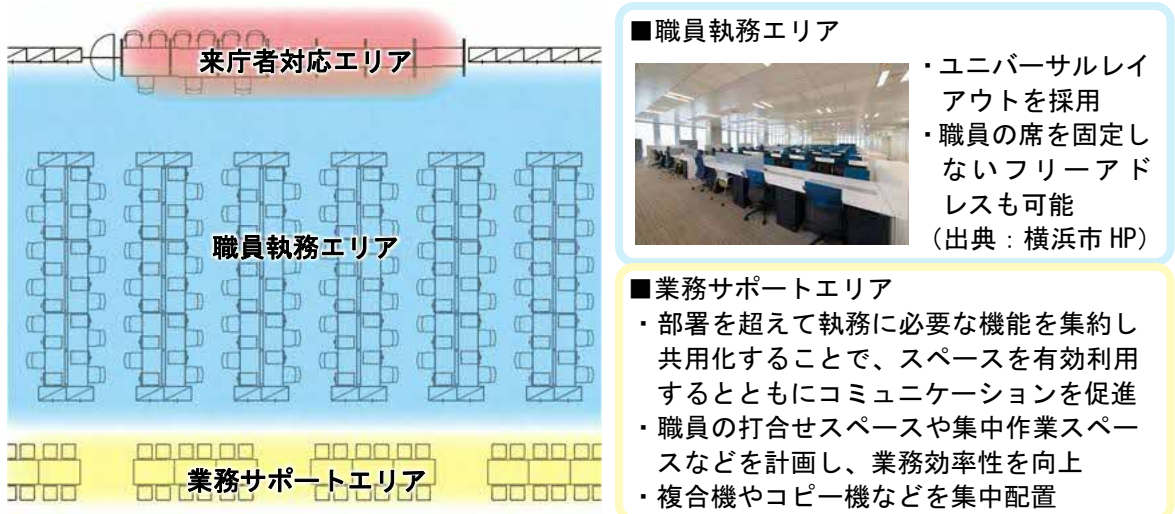 来庁者対応エリア
職員執務エリア
業務サポートエリア
■職員執務エリア
・ユニバーサルレイ
アウトを採用
・職員の席を固定し
ないフリーアド
レスも可能
（出典：横浜市 HP）
■業務サポートエリア
・部署を超えて執務に必要な機能を集約し
共用化することで、スペースを有効利用
するとともにコミュニケーションを促進
・職員の打合せスペースや集中作業スペー
スなどを計画し、業務効率性を向上
・複合機やコピー機などを集中配置